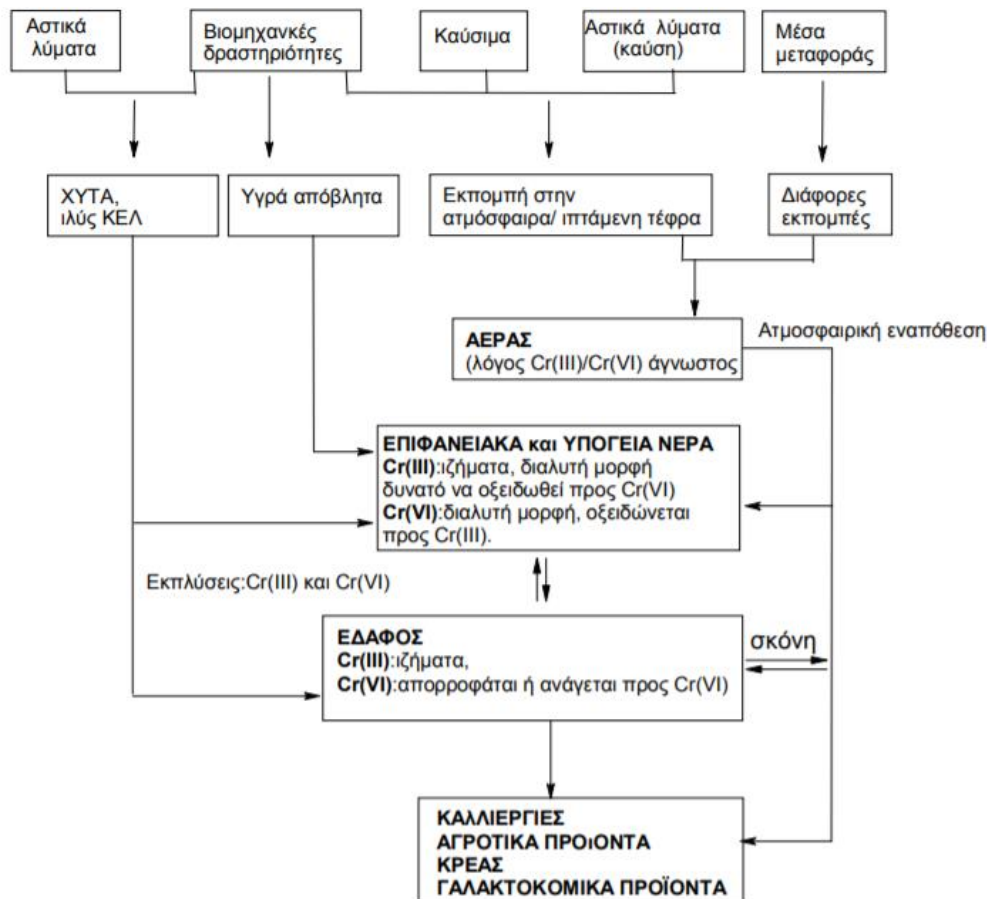 Αστικά
λύματα
Βιομηχανκές
δραστηριότητες
Καύσιμα
Αστικά λύματα
(καύση)
Μέσα
μεταφοράς
ΧΥΤΑ,
ιλύς ΚΕΛ
Υγρά απόβλητα
Εκπομπή στην
ατμόσφαιρα/ ιπτάμενη τέφρα
Διάφορες
εκπομπές
ΑΕΡΑΣ
(λόγος Cr(III)/Cr(VI) άγνωστος
Ατμοσφαιρική εναπόθεση
ΕΠΙΦΑΝΕΙΑΚΑ και ΥΠΟΓΕΙΑ ΝΕΡΑ
Cr(III):ιζήματα, διαλυτή μορφή
δυνατό να οξειδωθεί προς Cr(VI)
Cr(VI):διαλυτή μορφή, οξειδώνεται
προς Cr(III).
Εκπλύσεις:Cr(III) και Cr(VI)
ΕΔΑΦΟΣ
Cr(III):ιζήματα,
Cr(VI):απορροφάται ή ανάγεται προς Cr(VI)
σκόνη
ΚΑλΛΙΕΡΓΙΕΣ
ΑΓΡΟΤΙΚΑ ΠΡΟιΟΝΤΑ
ΚΡΕΑΣ
ΓΑΛΑΚΤΟΚΟΜΙΚΑ ΠΡΟΪΟΝΤΑ